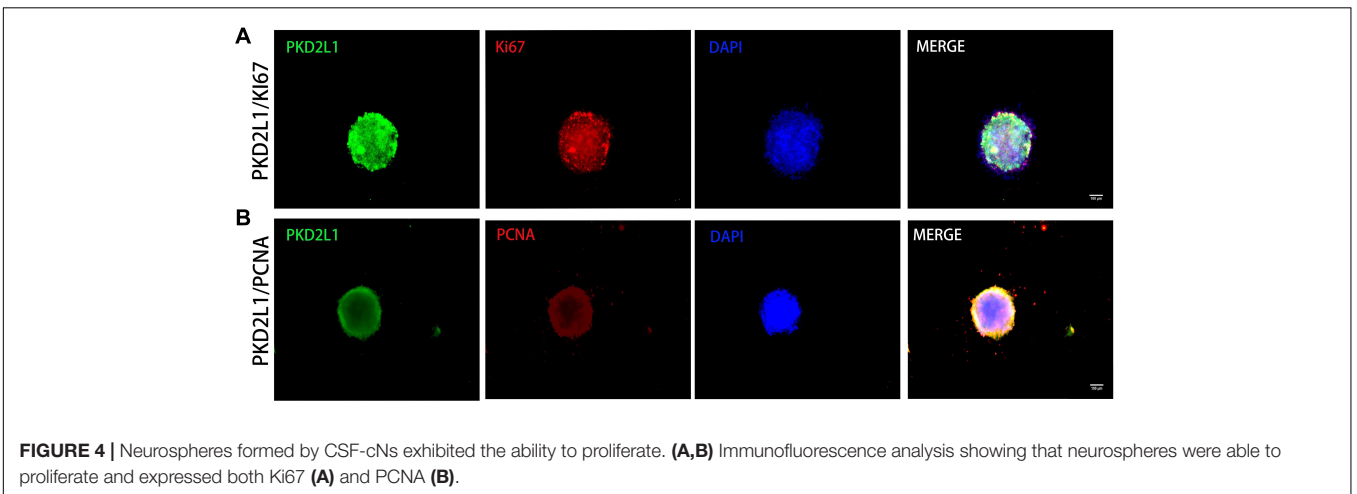 A
PKD2L1/KI67
PKD2L1
Ki67
DAPI
MERGE
B
PKD2L1/PCNA
PKD2L1
PCNA
DAPI
MERGE
FIGURE 4 | Neurospheres formed by CSF-cNs exhibited the ability to proliferate. (A,B) Immunofluorescence analysis showing that neurospheres were able to
proliferate and expressed both Ki67 (A) and PCNA (B).